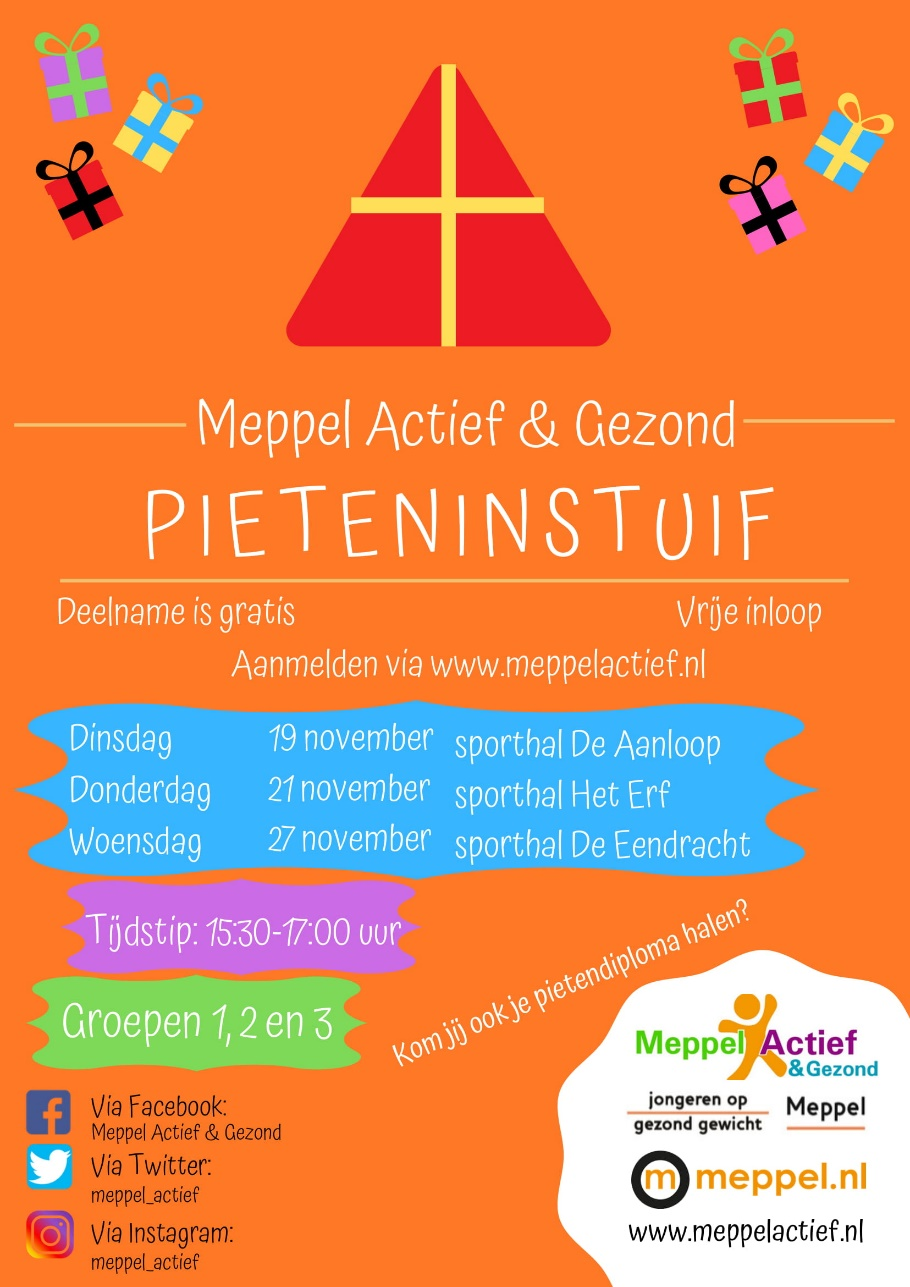 Meppel Actief & Gezond
PIETENINSTUIF
Deelname is gratis
Vrije inloop
Aanmelden via www.meppelactief.nl
Dinsdag 19 november sporthal De Aanloop
Donderdag 21 november sporthal Het Erf
Woensdag 27 november sporthal De Eendracht
Tijdstip: 15:30-17:00 uur
Kom jij ook je pietendiploma halen?
Groepen 1, 2 en 3
Via Facebook:
Meppel Actief & Gezond
Via Twitter:
meppel_actief
Via Instagram:
meppel_actief
Meppel Actief
& Gezond
jongeren op
gezond gewicht
Meppel
m meppel.nl
www.meppelactief.nl